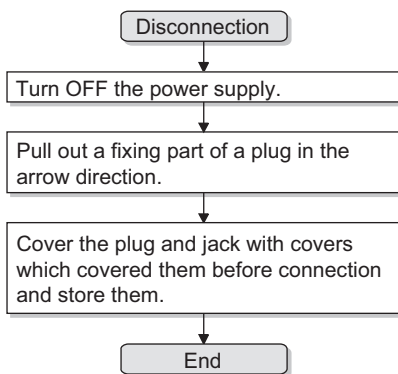 Disconnection
Turn OFF the power supply.
Pull out a fixing part of a plug in the
arrow direction.
Cover the plug and jack with covers
which covered them before connection
and store them.
End